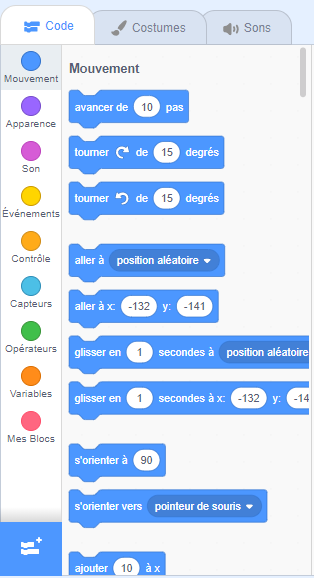 Code
Costumes
Sons
Mouvement
Apparence
Son
Événements
Contrôle
Capteurs
Opérateurs
Variables
Mes Blocs
Mouvement
avancer de 10 pas
tourner de 15 degrés
tourner de 15 degrés
aller à position aléatoire
aller à x: -132 y: -141
glisser en 1 secondes à position aléatoire
glisser en 1 secondes à x: -132 y: -14
s'orienter à 90
s'orienter vers pointeur de souris
ajouter 10 à x